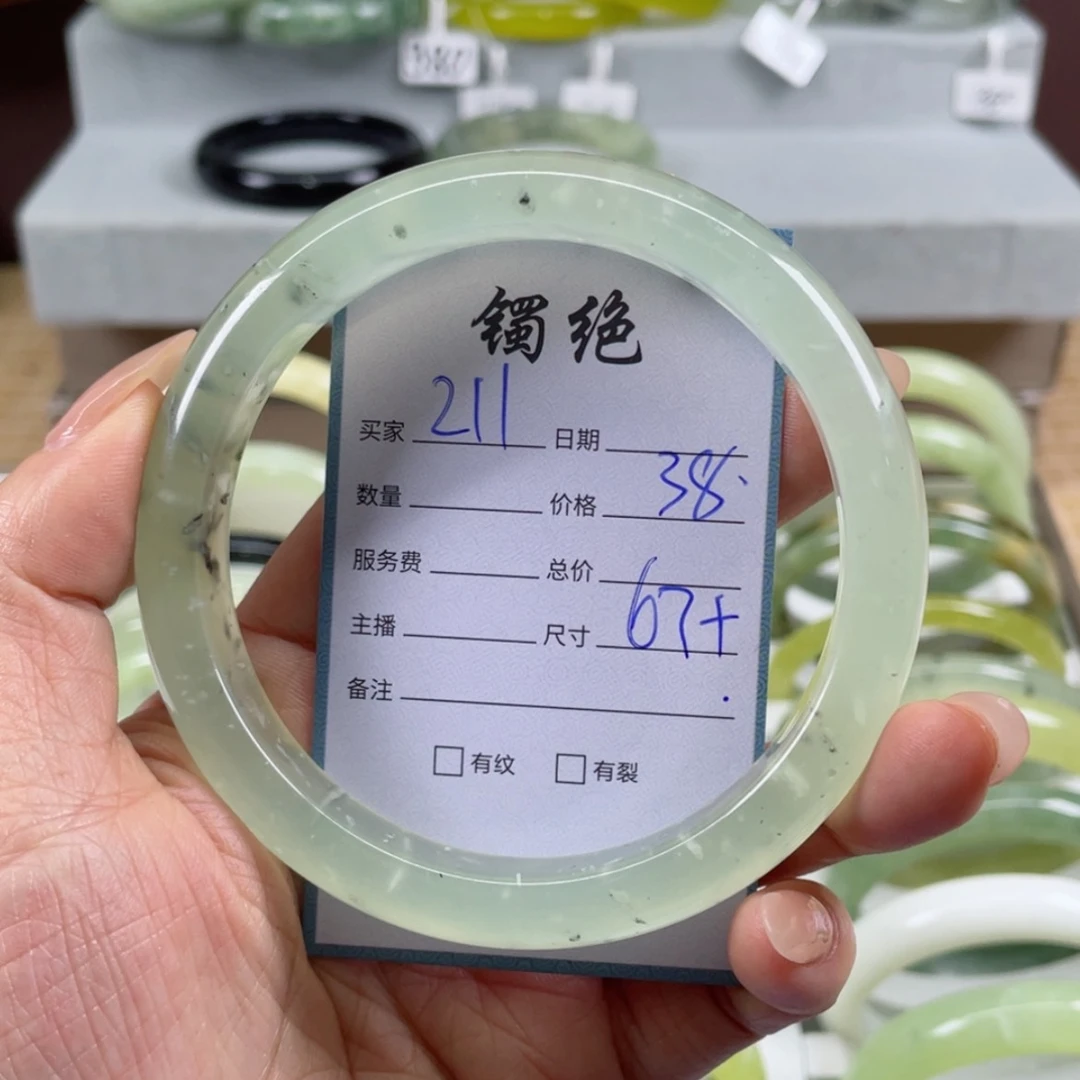 镯绝
买家 211 日期
数量 价格 38.
服务费 总价
主播 尺寸 67+
备注
□有纹 □有裂